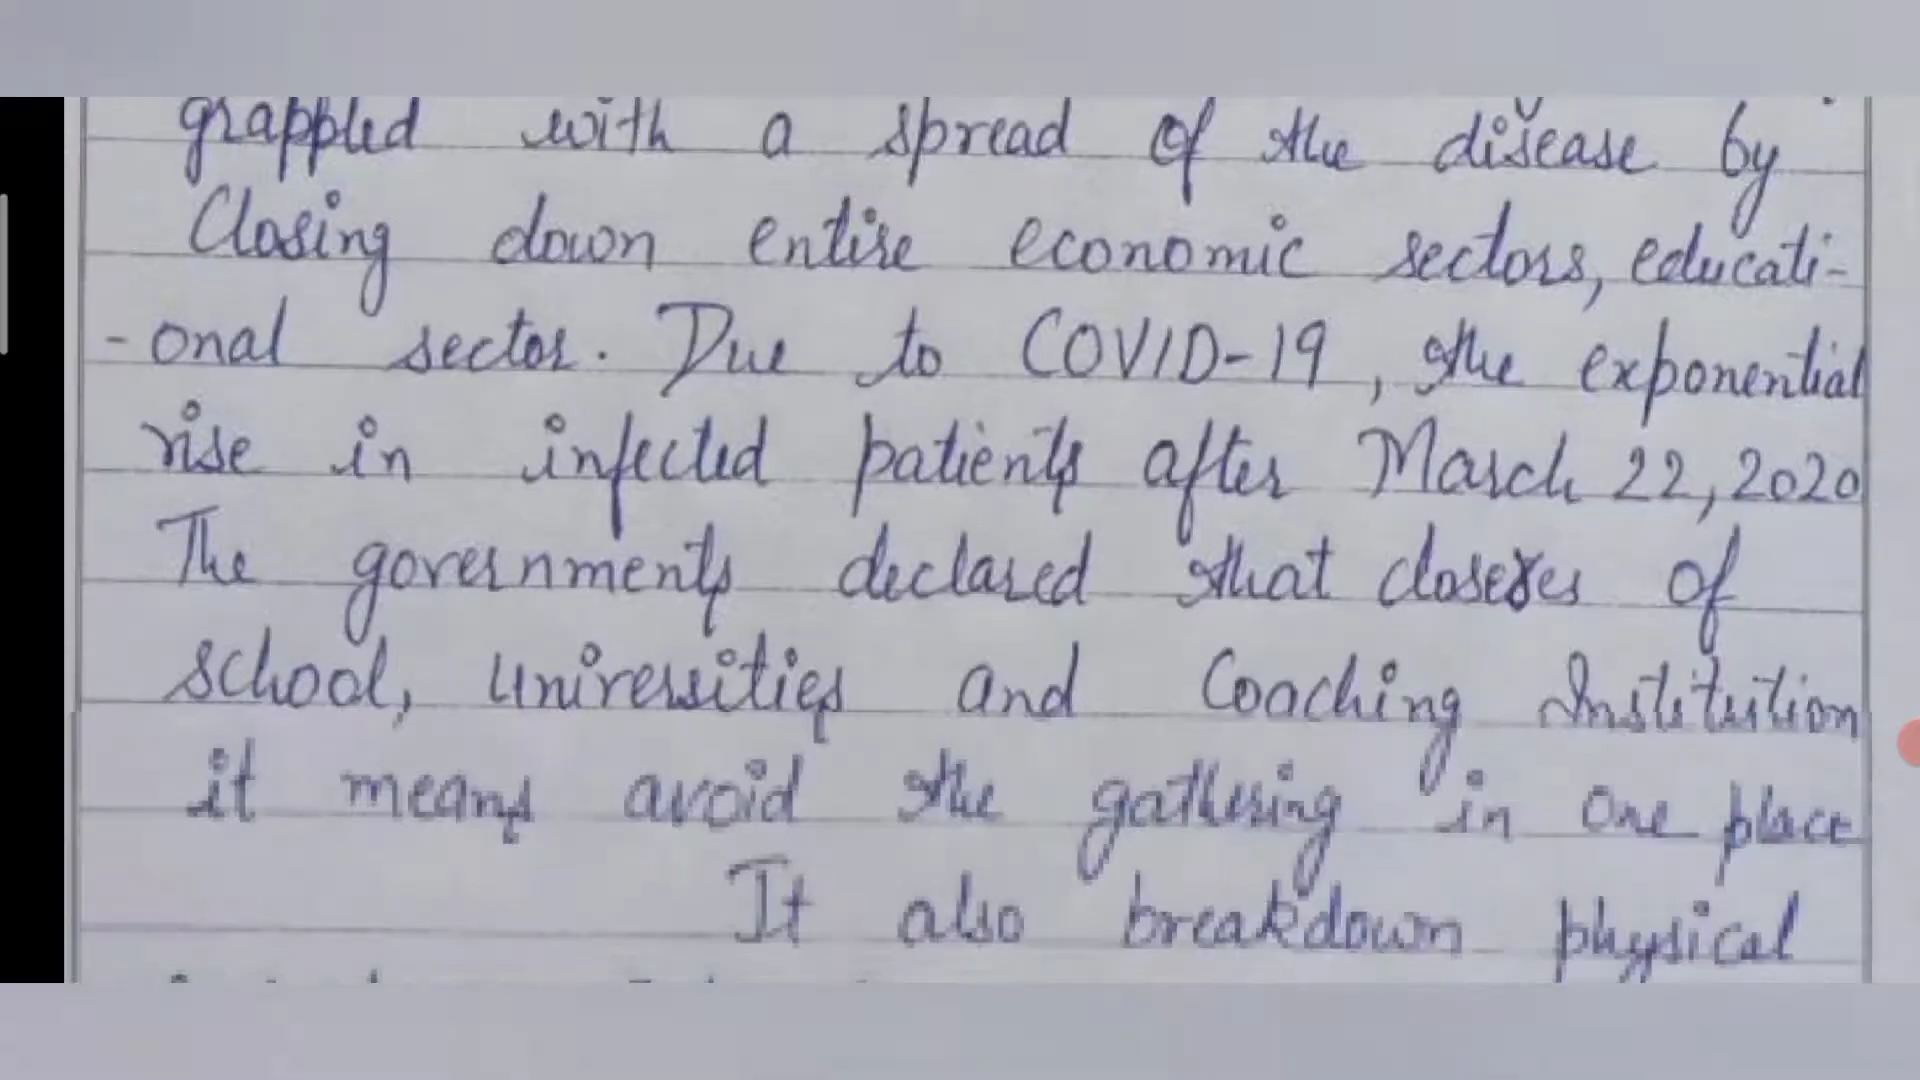 grappled with a spread of the disease by
Closing down entire economic sectors, educati-
-onal sector. Due to COVID-19, the exponential
rise in infected patients after March 22, 2020
The governments declared that closeres of
school, universities and Coaching Institution
it means avoid the gathering in one place
It also breakdown physical